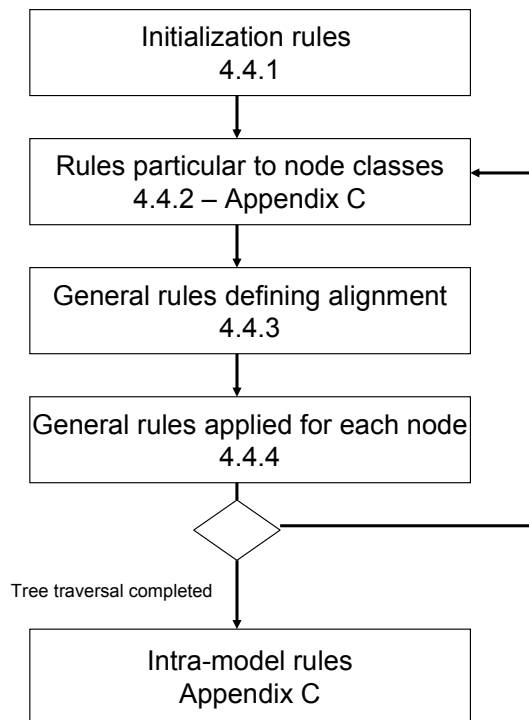 Initialization rules
4.4.1
Rules particular to node classes
4.4.2 – Appendix C
General rules defining alignment
4.4.3
General rules applied for each node
4.4.4
Tree traversal completed
Intra-model rules
Appendix C